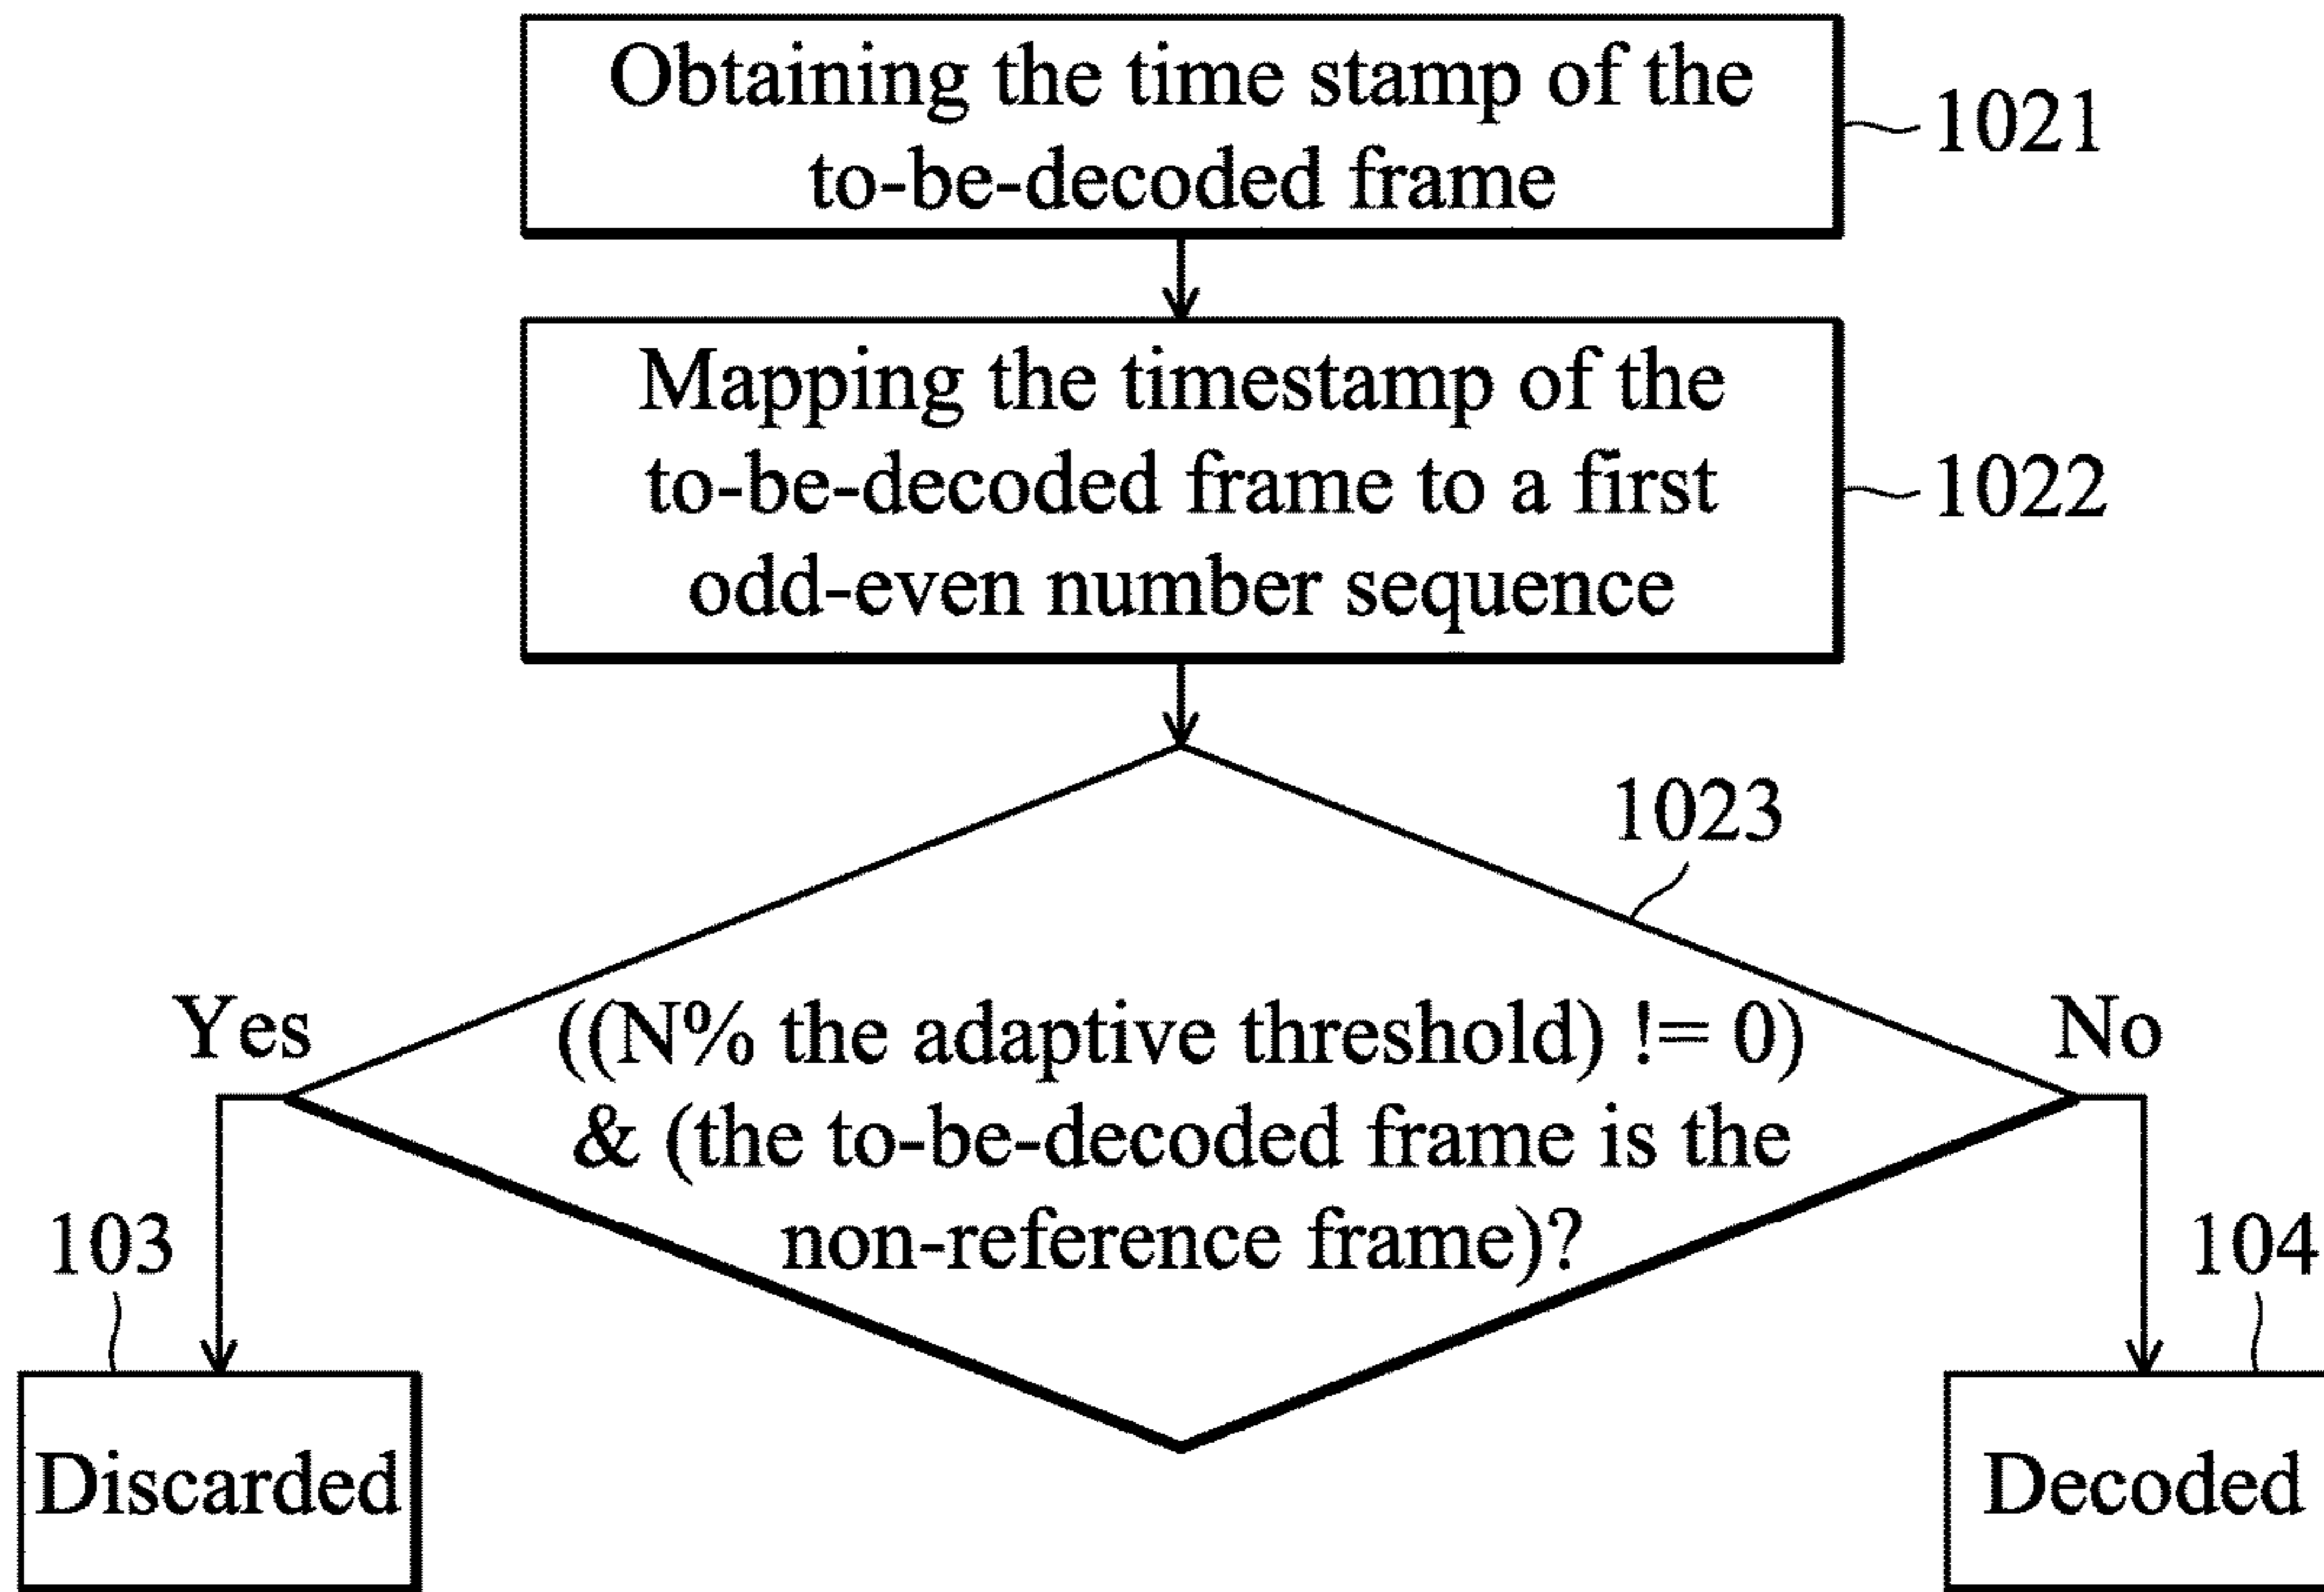 Obtaining the time stamp of the
to-be-decoded frame
1021
Mapping the timestamp of the
to-be-decoded frame to a first
odd-even number sequence
1022
1023
Yes
No
((N% the adaptive threshold) != 0)
& (the to-be-decoded frame is the
non-reference frame)?
103
104
Discarded
Decoded